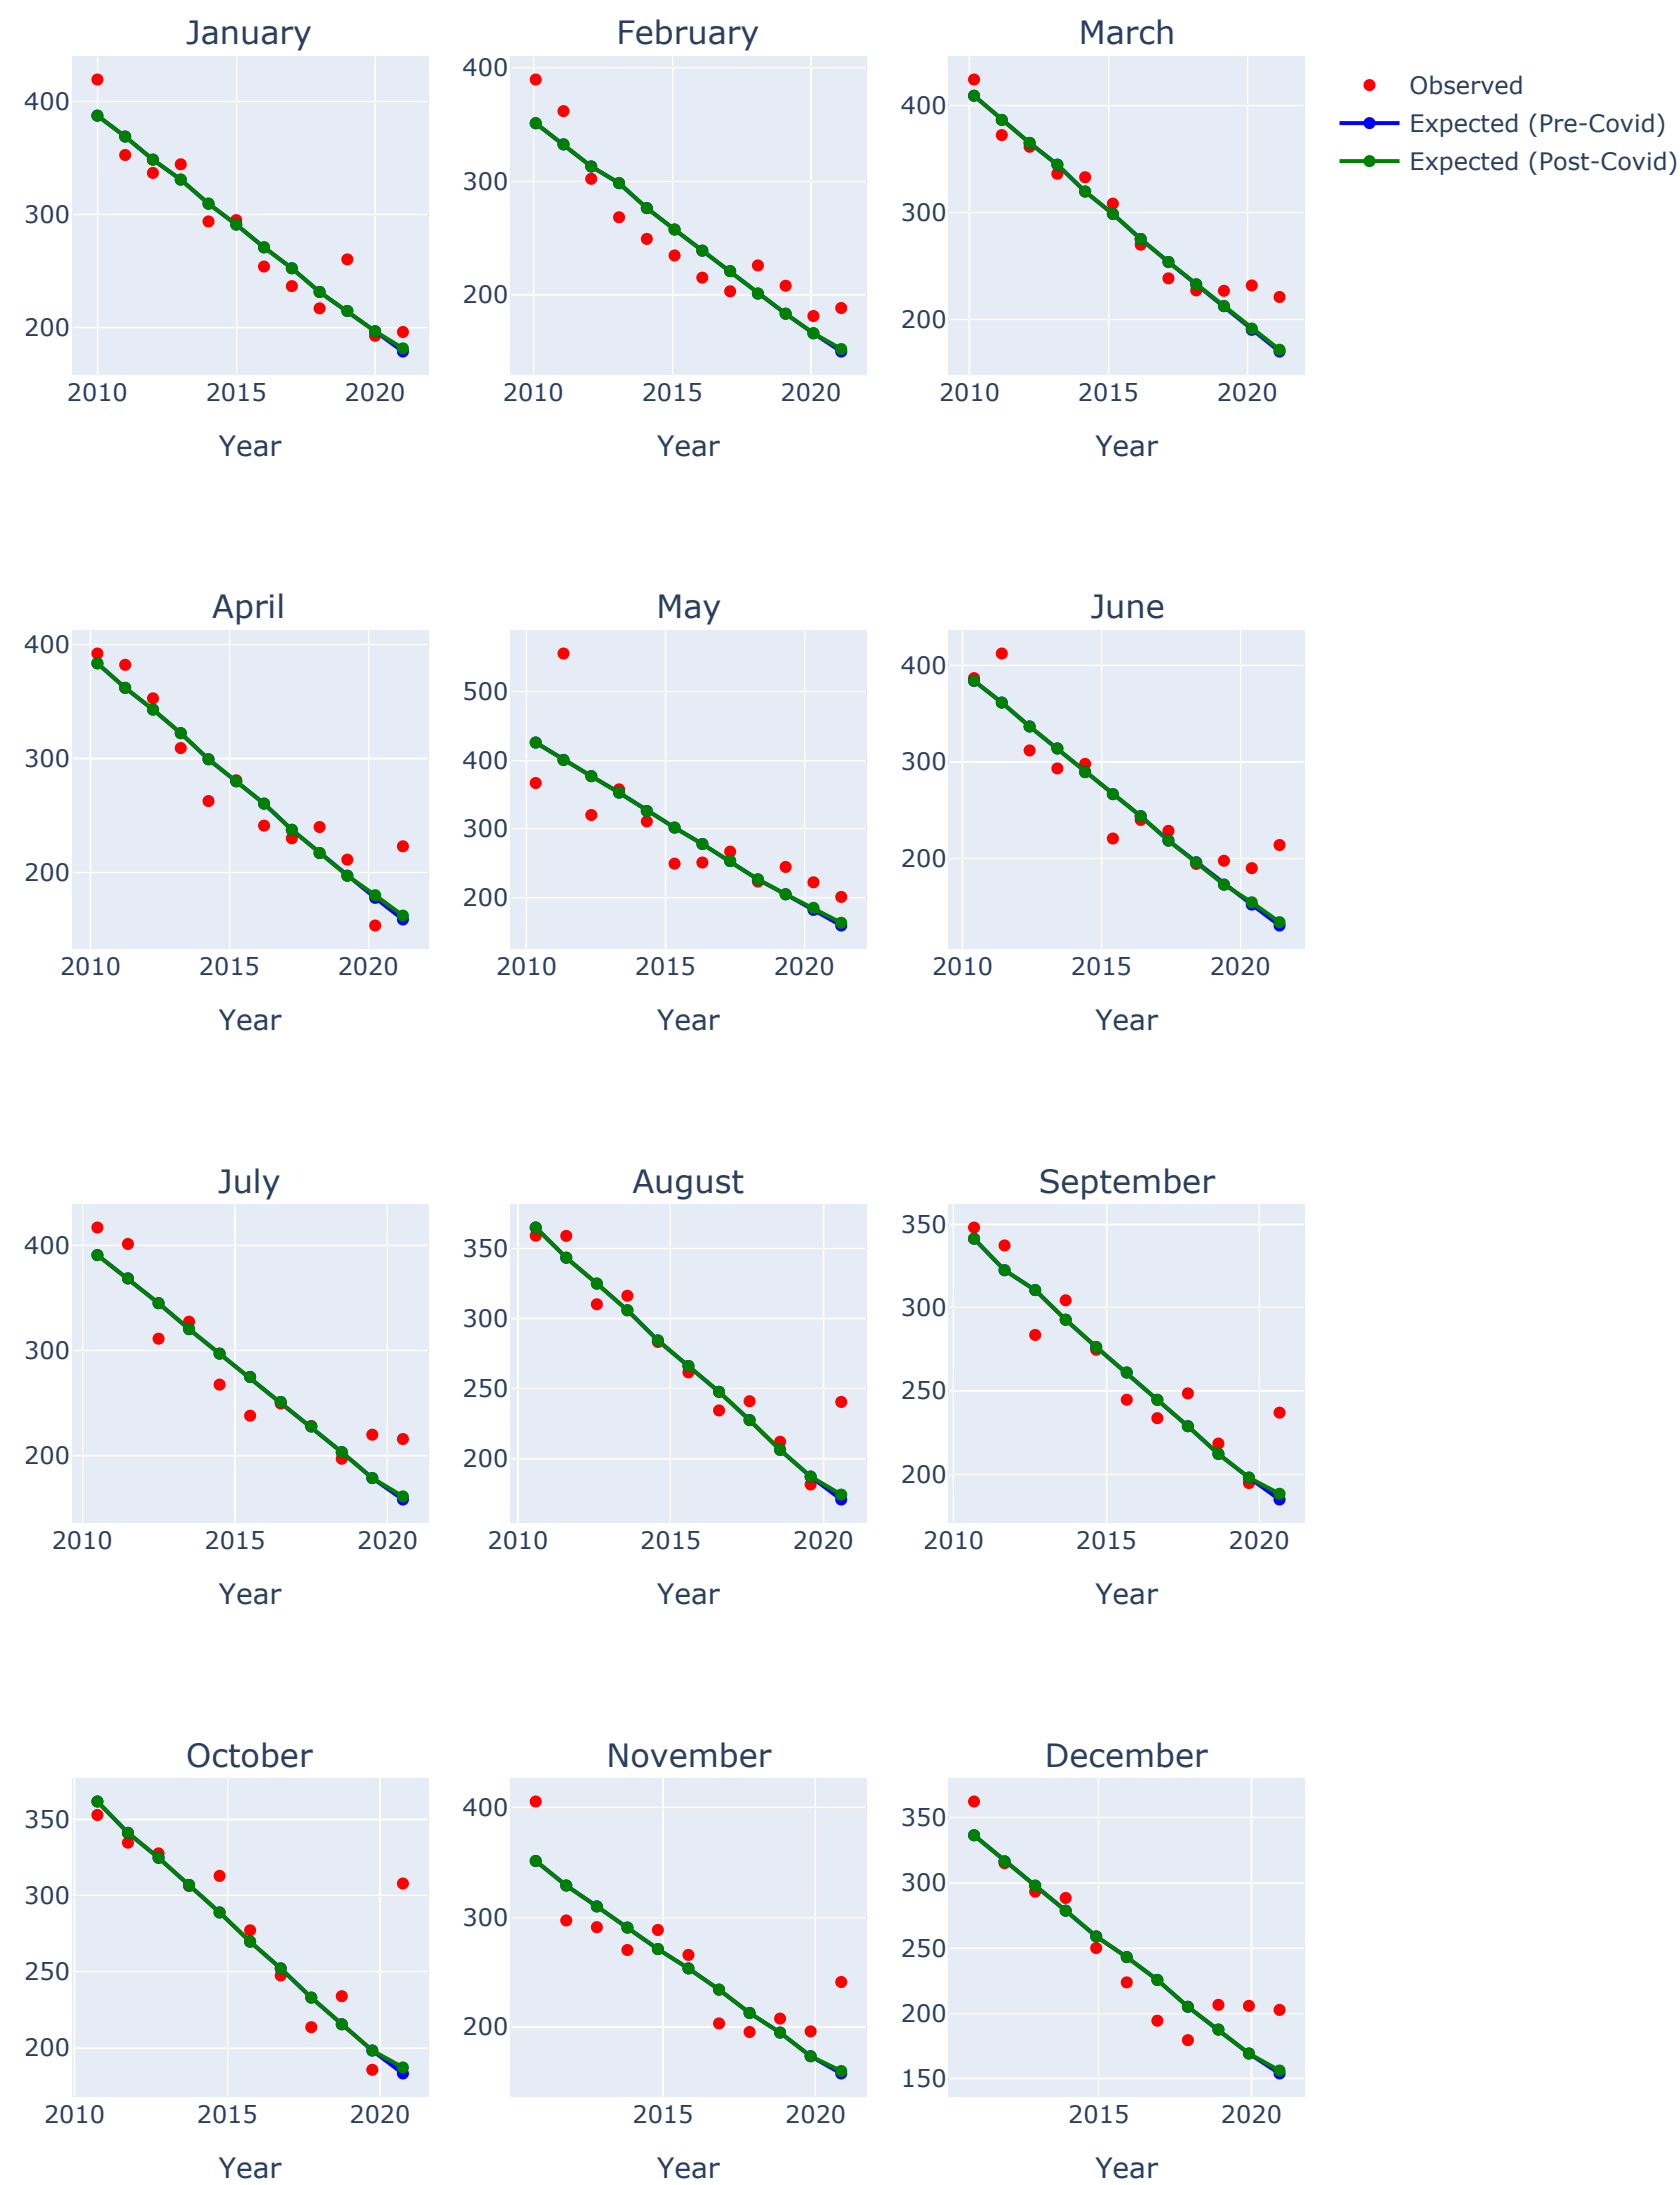 January
February
March
Observed
Expected (Pre-Covid)
Expected (Post-Covid)
400
300
200
2010
2015
2020
Year
400
300
200
2010
2015
2020
Year
400
300
200
2010
2015
2020
Year
April
May
June
400
300
200
2010
2015
2020
Year
500
400
300
200
2010
2015
2020
Year
400
300
200
2010
2015
2020
Year
July
August
September
400
300
200
2010
2015
2020
Year
350
300
250
200
2010
2015
2020
Year
350
300
250
200
2010
2015
2020
Year
October
November
December
350
300
250
200
2010
2015
2020
Year
400
300
200
2015
2020
Year
350
300
250
200
150
2015
2020
Year